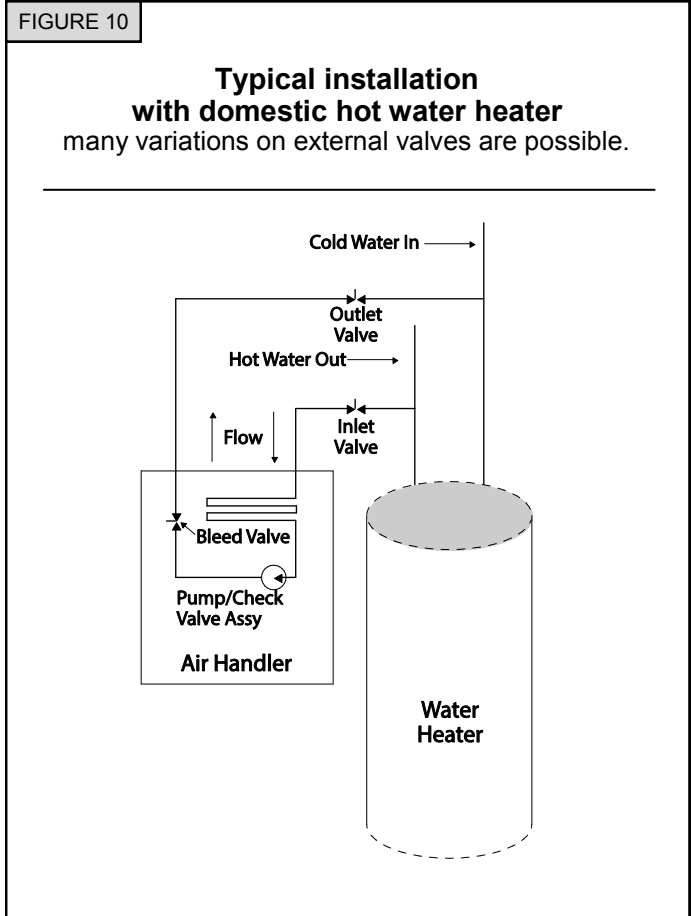 FIGURE 10
Typical installation
with domestic hot water heater
many variations on external valves are possible.
Cold Water In
Outlet
Valve
Hot Water Out
Inlet
Valve
Flow
Bleed Valve
Pump/Check
Valve Assy
Air Handler
Water
Heater